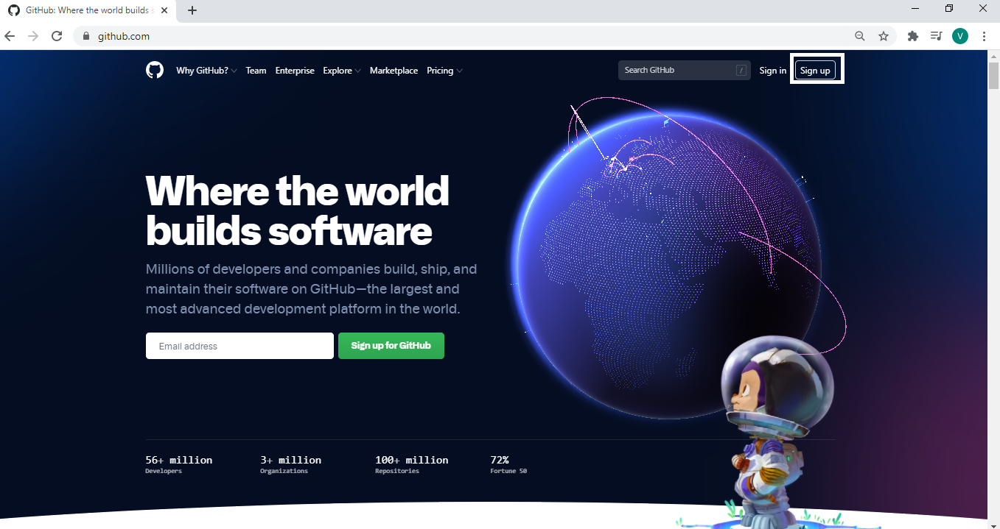 GitHub: Where the world builds s
github.com
V
Why GitHub? Team Enterprise Explore Marketplace Pricing
Search GitHub /
Sign in
Sign up
Where the world
builds software
Millions of developers and companies build, ship, and
maintain their software on GitHub—the largest and
most advanced development platform in the world.
Email address
Sign up for GitHub
56+ million 3+ million 100+ million 72%
Developers Organizations Repositories Fortune 50